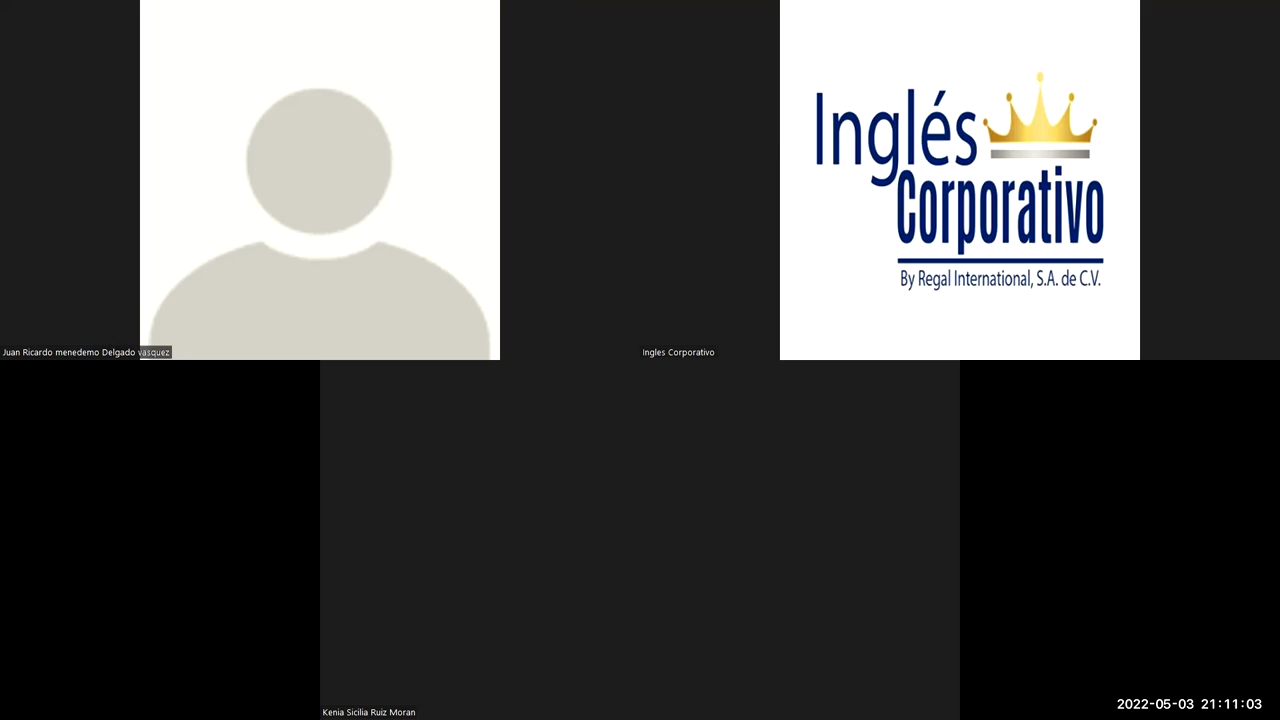 Inglés
Corporativo
By Regal International, S.A. de C.V.
Juan Ricardo menedemo Delgado vasquez
Ingles Corporativo
Kenia Sicilia Ruiz Moran
2022-05-03 21:11:03